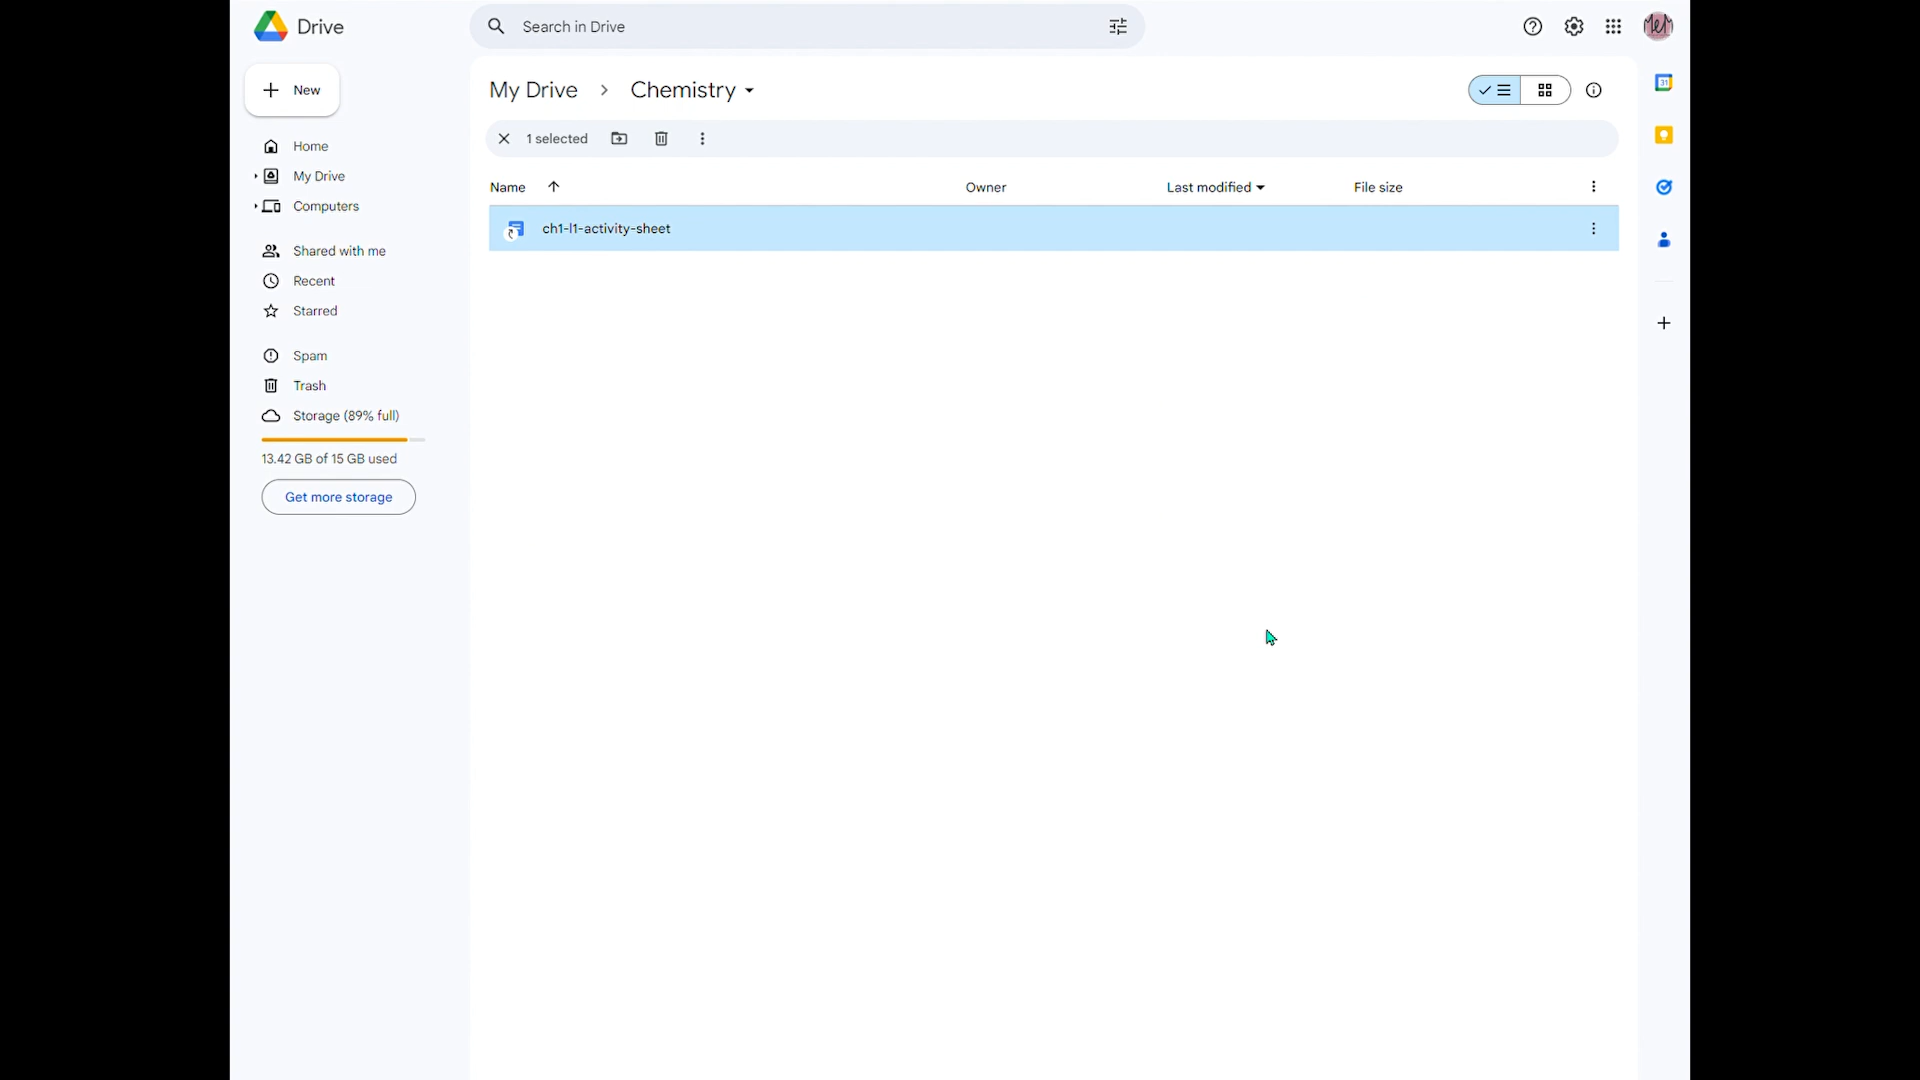 Drive
Search in Drive
New
My Drive
Chemistry
1 selected
Home
My Drive
Computers
Shared with me
Recent
Starred
Spam
Trash
Storage (89% full)
13.42 GB of 15 GB used
Get more storage
Name
Owner
Last modified
File size
ch1-l1-activity-sheet
31